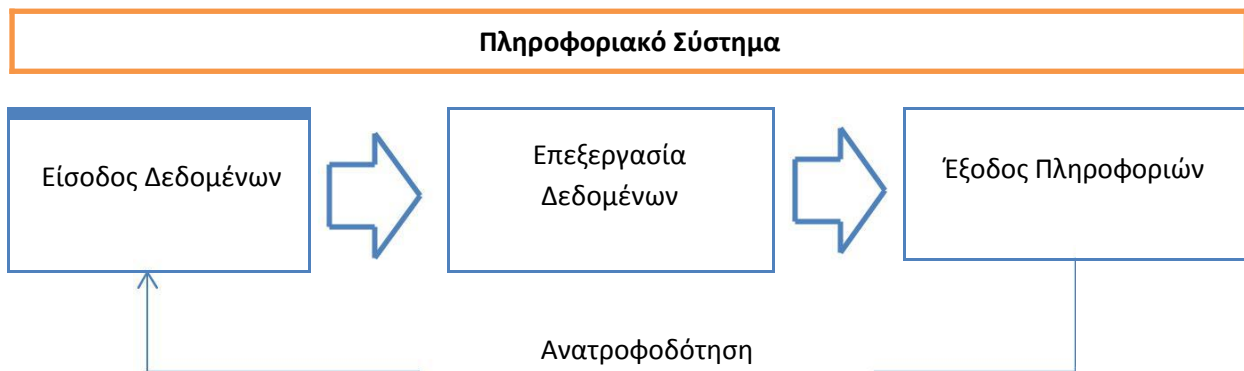 Πληροφοριακό Σύστημα
Είσοδος Δεδομένων
Επεξεργασία
Δεδομένων
Έξοδος Πληροφοριών
Ανατροφοδότηση